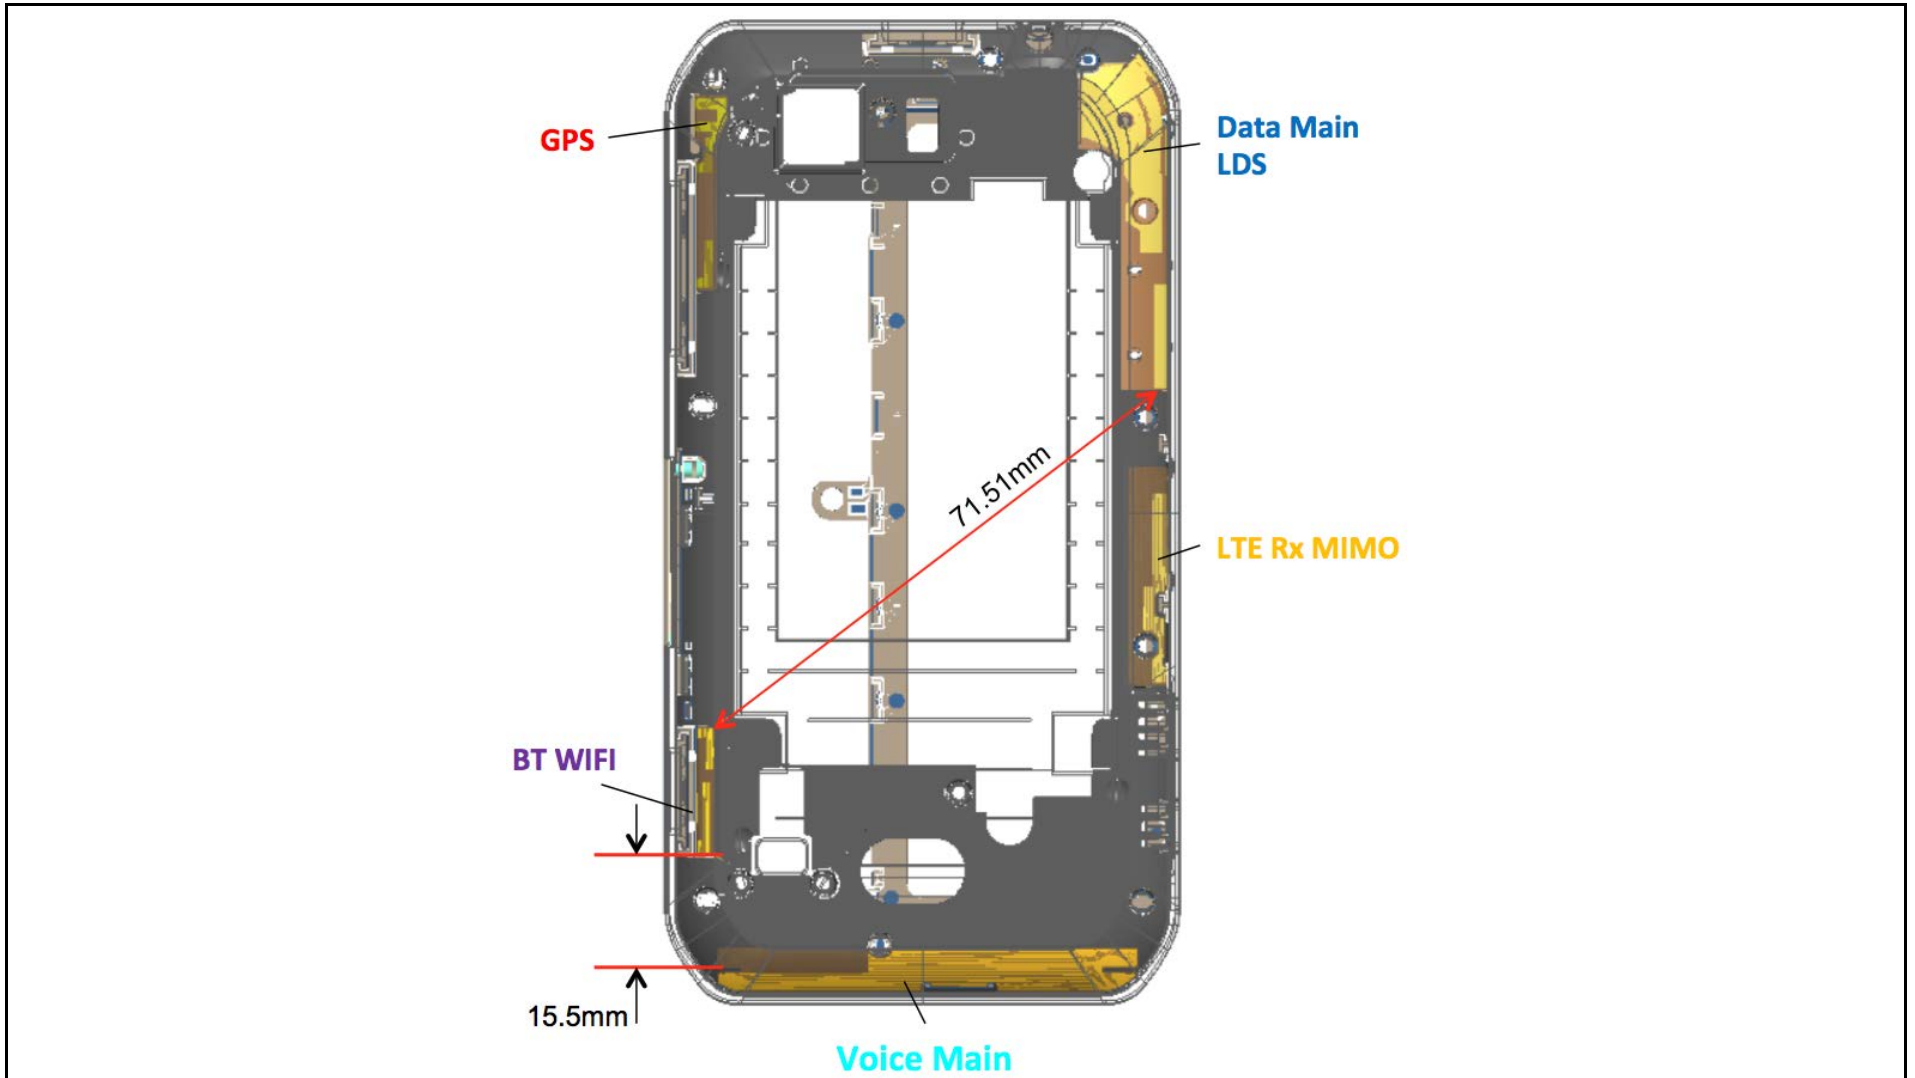 GPS
Data Main
LDS
71.51mm
LTE Rx MIMO
BT WIFI
15.5mm
Voice Main